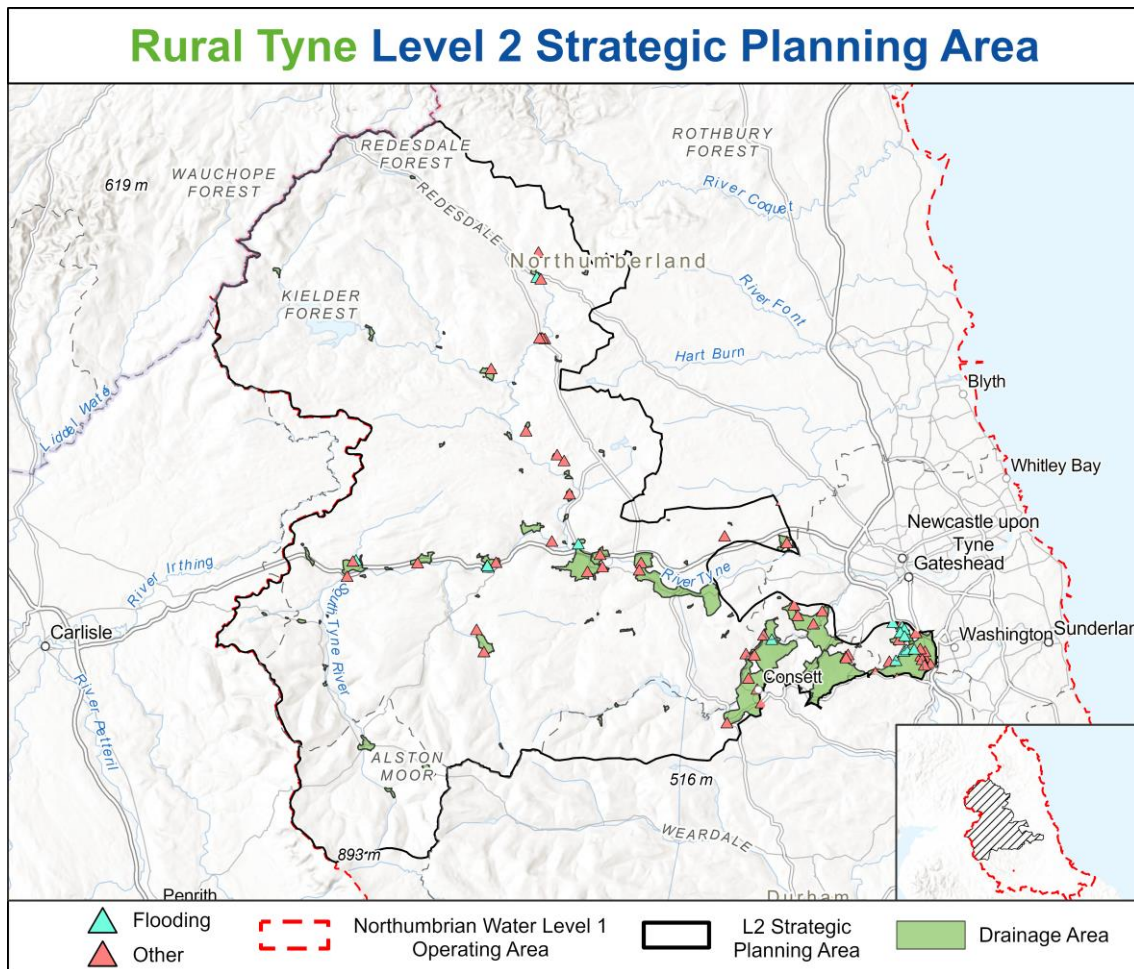 Rural Tyne Level 2 Strategic Planning Area
REDESDALE
FOREST
ROTHBURY
FOREST
WAUCHOPE
FOREST
619 m
River Coquet
REDESDALE
Northumberland
KIELDER
FOREST
River Font
Hart Burn
Blyth
Liddel Wate
Whitley Bay
Newcastle upon
Tyne
Gateshead
River Irthing
River Tyne
South Tyne River
Carlisle
Washington
Sunderlan
Consett
River Petteril
ALSTON
MOOR
516 m
WEARDALE
893 m
Penrith
Durham
Flooding
Other
Northumbrian Water Level 1
Operating Area
L2 Strategic
Planning Area
Drainage Area